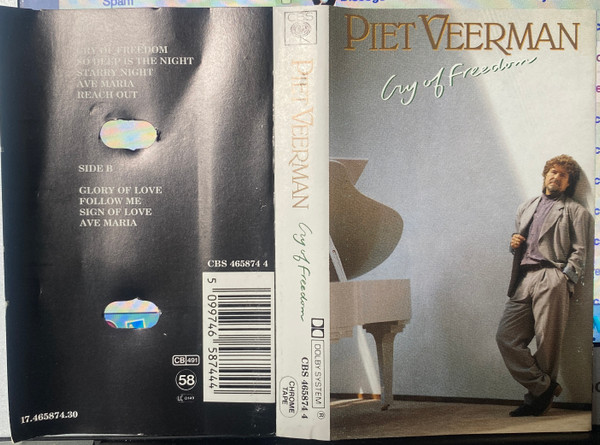 Spam
CRY OF FREEDOM
SO DEEP IS THE NIGHT
STARRY NIGHT
AVE MARIA
REACH OUT
SIDE B
GLORY OF LOVE
FOLLOW ME
SIGN OF LOVE
AVE MARIA
CBS 465874 4
5 099746 587444
CB 491
58
17.465874.30
PIET VEERMAN
Cry of Freedom
DOLBY SYSTEM
CBS 465874 4
CHROME TAPE
PIET VEERMAN
Cry of Freedom